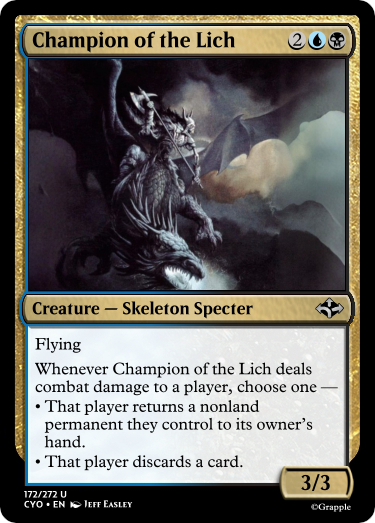 Champion of the Lich 2
Creature — Skeleton Specter
Flying
Whenever Champion of the Lich deals
combat damage to a player, choose one —
• That player returns a nonland
permanent they control to its owner's
hand.
• That player discards a card.
3/3
172/272 U
CYO • EN Jeff Easley
©Grapple